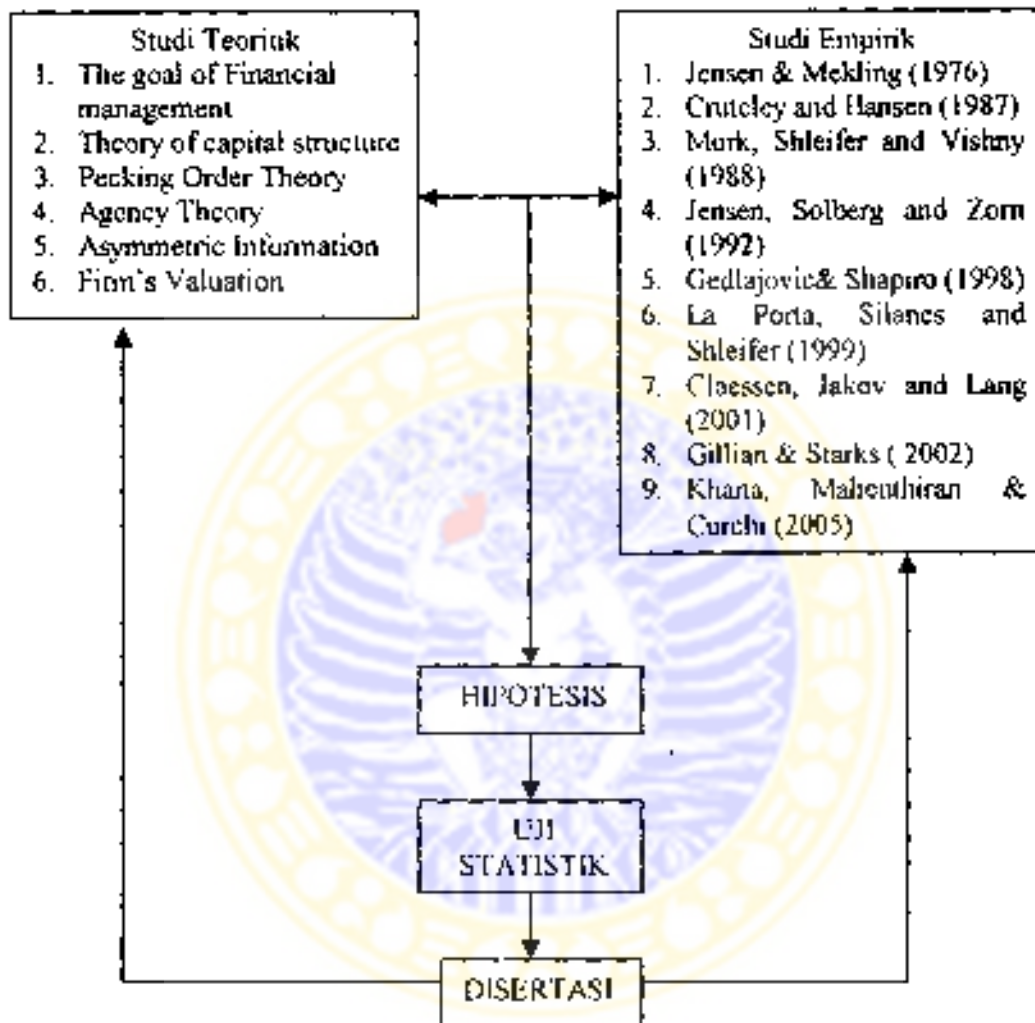 Studi Teoritik
1. The goal of Financial
management
2. Theory of capital structure
3. Pecking Order Theory
4. Agency Theory
5. Asymmetric Information
6. Firm's Valuation
Studi Empirik
1. Jensen & Mekling (1976)
2. Crutcley and Hansen (1987)
3. Mork, Shleifer and Vishny
(1988)
4. Jensen, Solberg and Zorn
(1992)
5. Gedlajovic& Shapiro (1998)
6. La Porta, Silanes and
Shleifer (1999)
7. Claessen, Jakov and Lang
(2001)
8. Gillian & Starks ( 2002)
9. Khana, Mahenthiran &
(2005)
HIPOTESIS
UJI
STATISTIK
DISERTASI